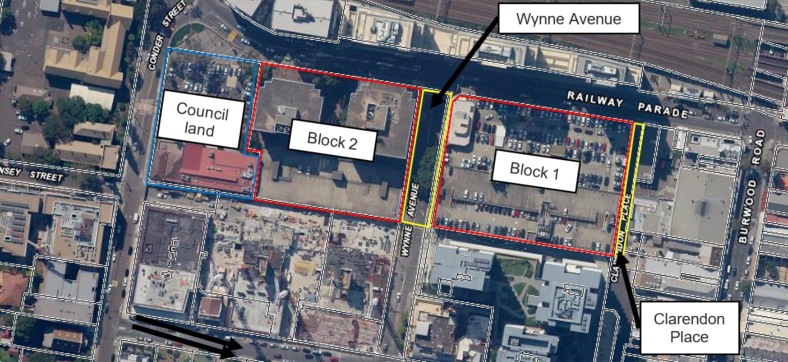 Wynne Avenue
CONDER STREET
RAILWAY PARADE
Council
land
Block 2
Block 1
BURWOOD ROAD
NSEY STREET
WYNNE AVENUE
CLARENDON PLACE
Clarendon
Place